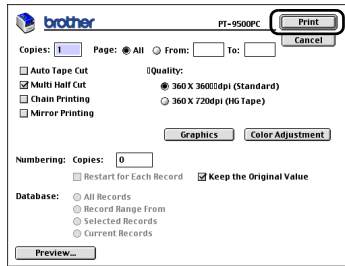 brother PT-9500PC Print
Cancel
Copies: 1 Page: All From: To:
Auto Tape Cut
Multi Half Cut
Chain Printing
Mirror Printing
Quality:
360 X 360 dpi (Standard)
360 X 720dpi (HG Tape)
Graphics Color Adjustment
Numbering: Copies: 0
Restart for Each Record Keep the Original Value
Database: All Records
Record Range From
Selected Records
Current Records
Preview...